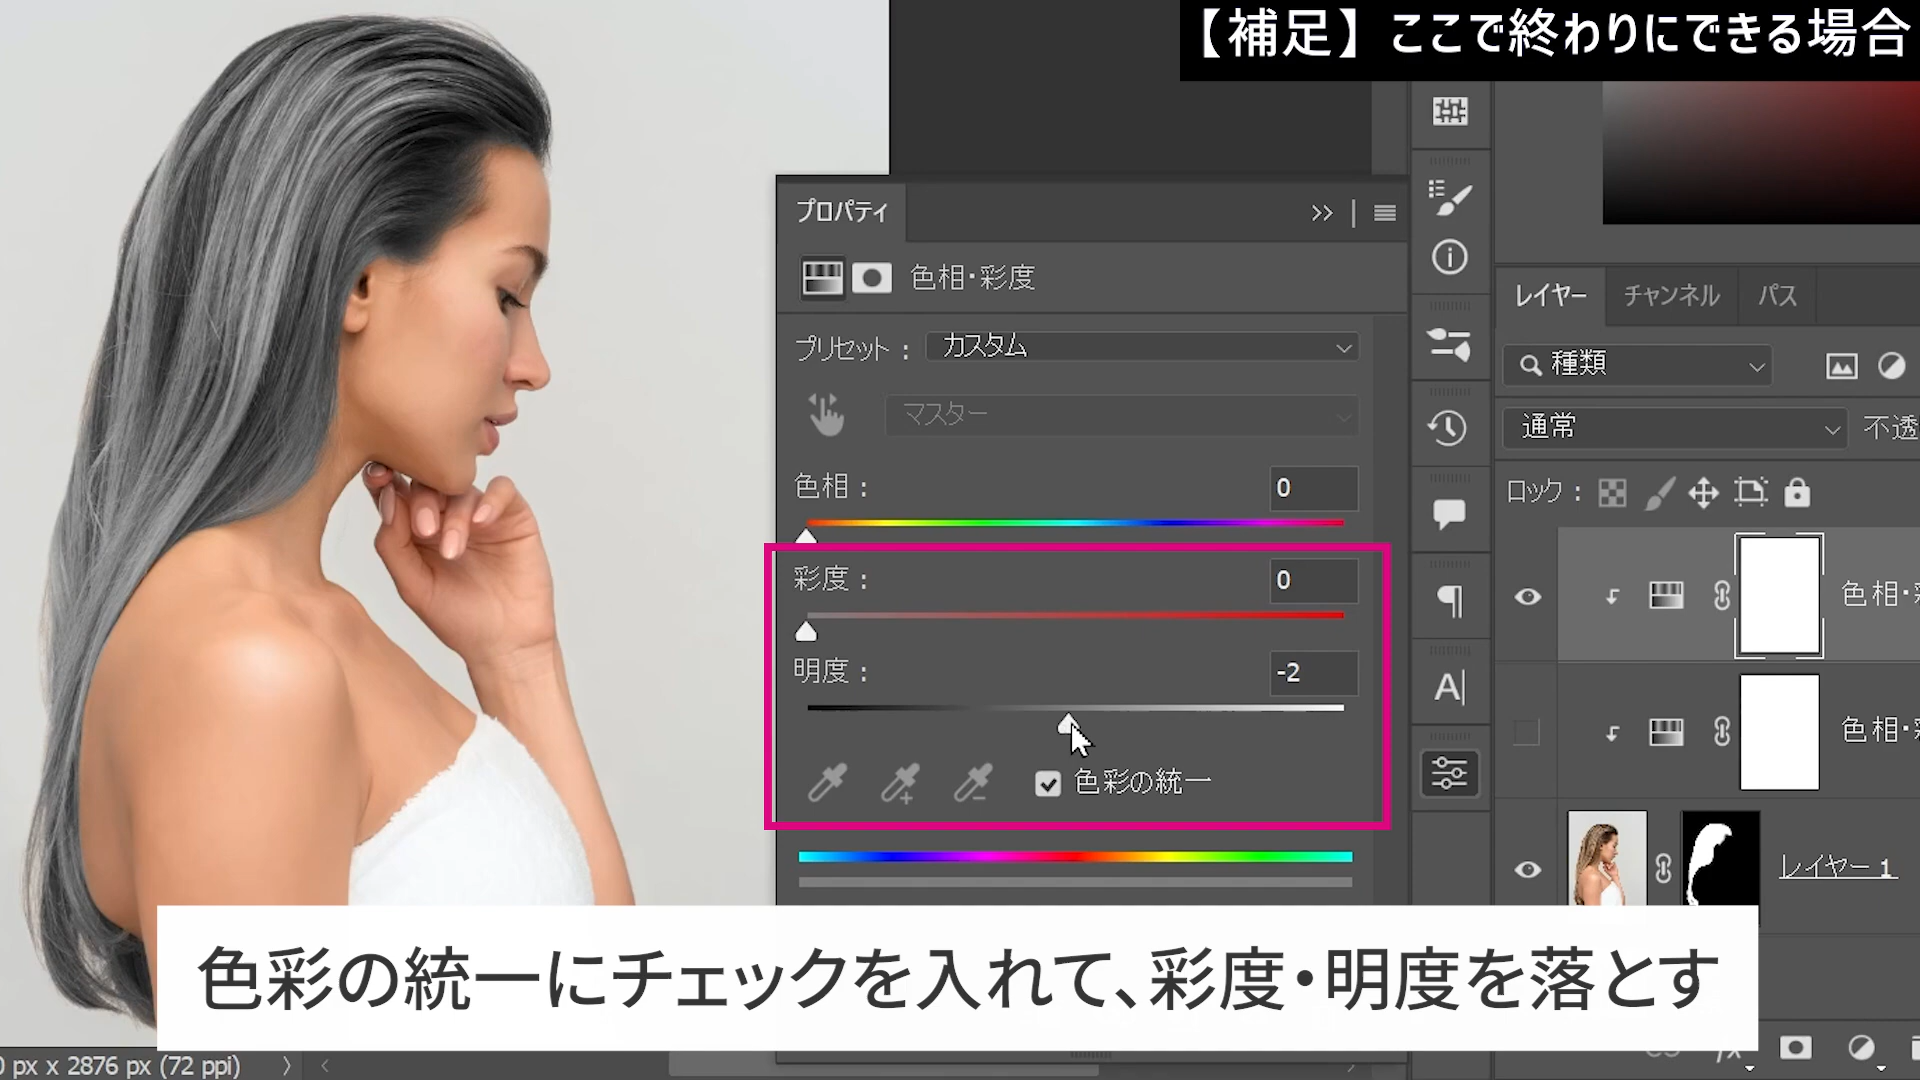 【補足】ここで終わりにできる場合
プロパティ
色相・彩度
プリセット： カスタム
マスター
色相： 0
彩度： 0
明度： -2
色彩の統一
レイヤー チャンネル パス
種類
通常 不透
ロック：
色相・彩
色相・彩
レイヤー 1
色彩の統一にチェックを入れて、彩度・明度を落とす
0 px x 2876 px (72 ppi)